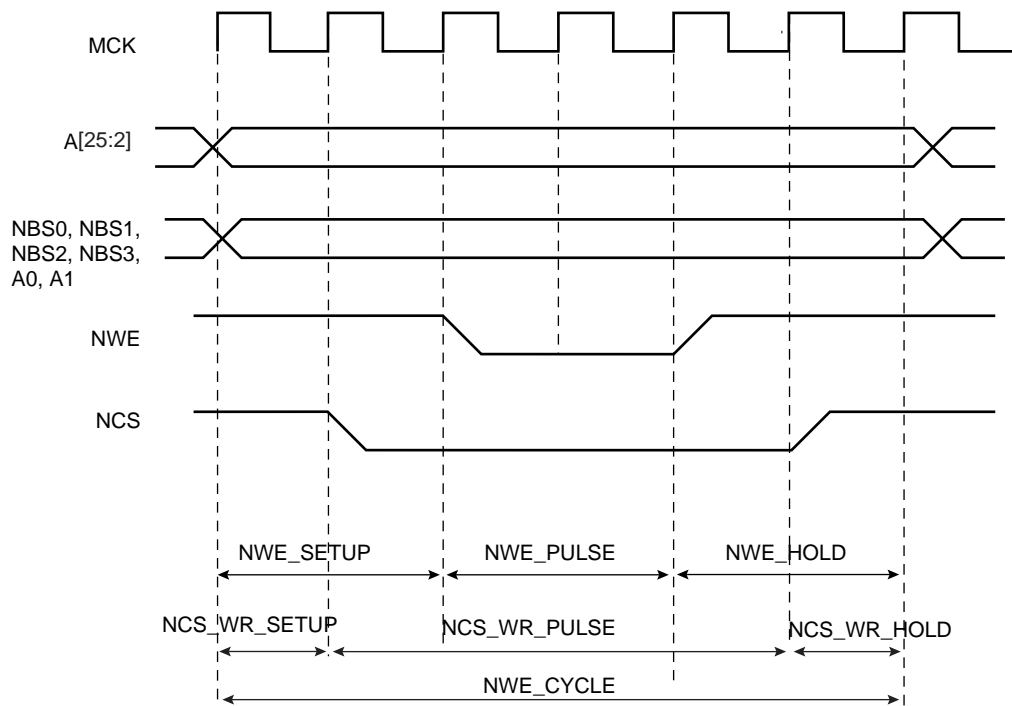 MCK
A[25:2]
NBS0, NBS1,
NBS2, NBS3,
A0, A1
NWE
NCS
NWE_SETUP
NWE_PULSE
NWE_HOLD
NCS_WR_SETUP
NCS_WR_PULSE
NCS_WR_HOLD
NWE_CYCLE